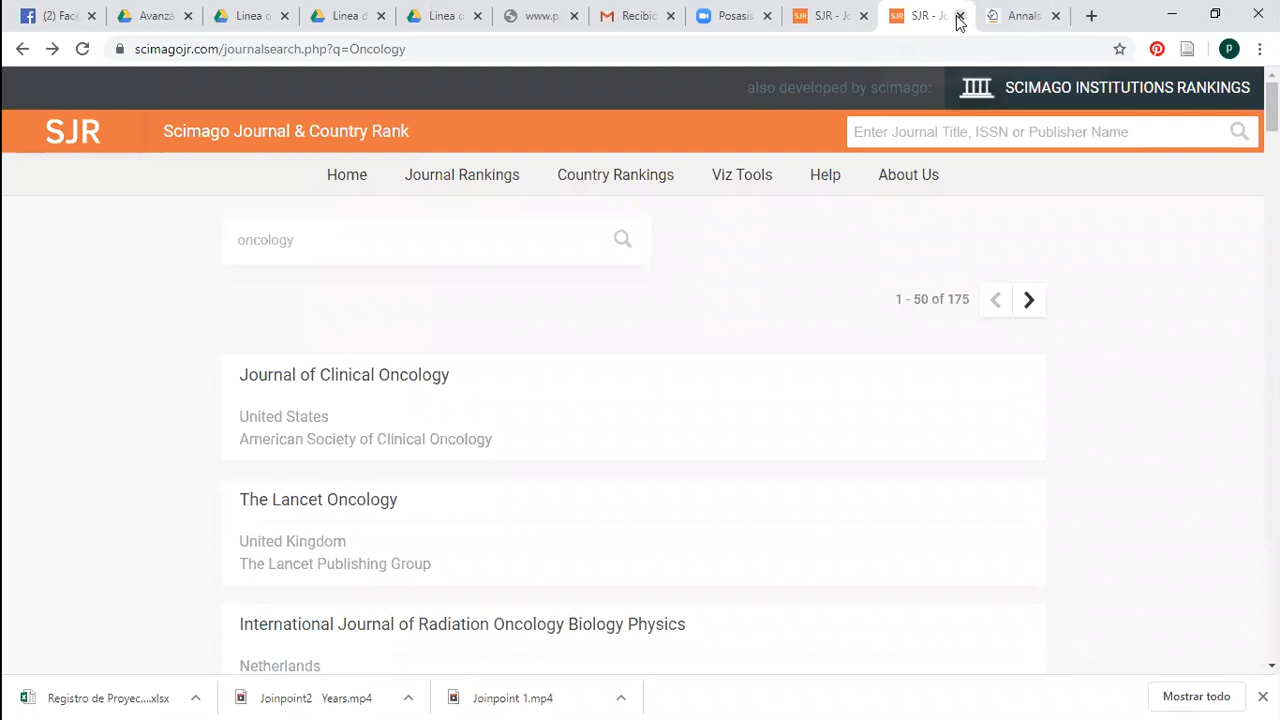 (2) Fac
Avanza
Linea o
Linea d
Linea o
www.p
Recibid
Posasis
SJR - Jo
SJR - Jo
Annals
scimagojr.com/journalsearch.php?q=Oncology
p
also developed by scimago:
SCIMAGO INSTITUTIONS RANKINGS
SJR
Scimago Journal & Country Rank
Enter Journal Title, ISSN or Publisher Name
Home
Journal Rankings
Country Rankings
Viz Tools
Help
About Us
oncology
1 - 50 of 175
Journal of Clinical Oncology
United States
American Society of Clinical Oncology
The Lancet Oncology
United Kingdom
The Lancet Publishing Group
International Journal of Radiation Oncology Biology Physics
Netherlands
Registro de Proyec....xlsx
Joinpoint2 Years.mp4
Joinpoint 1.mp4
Mostrar todo